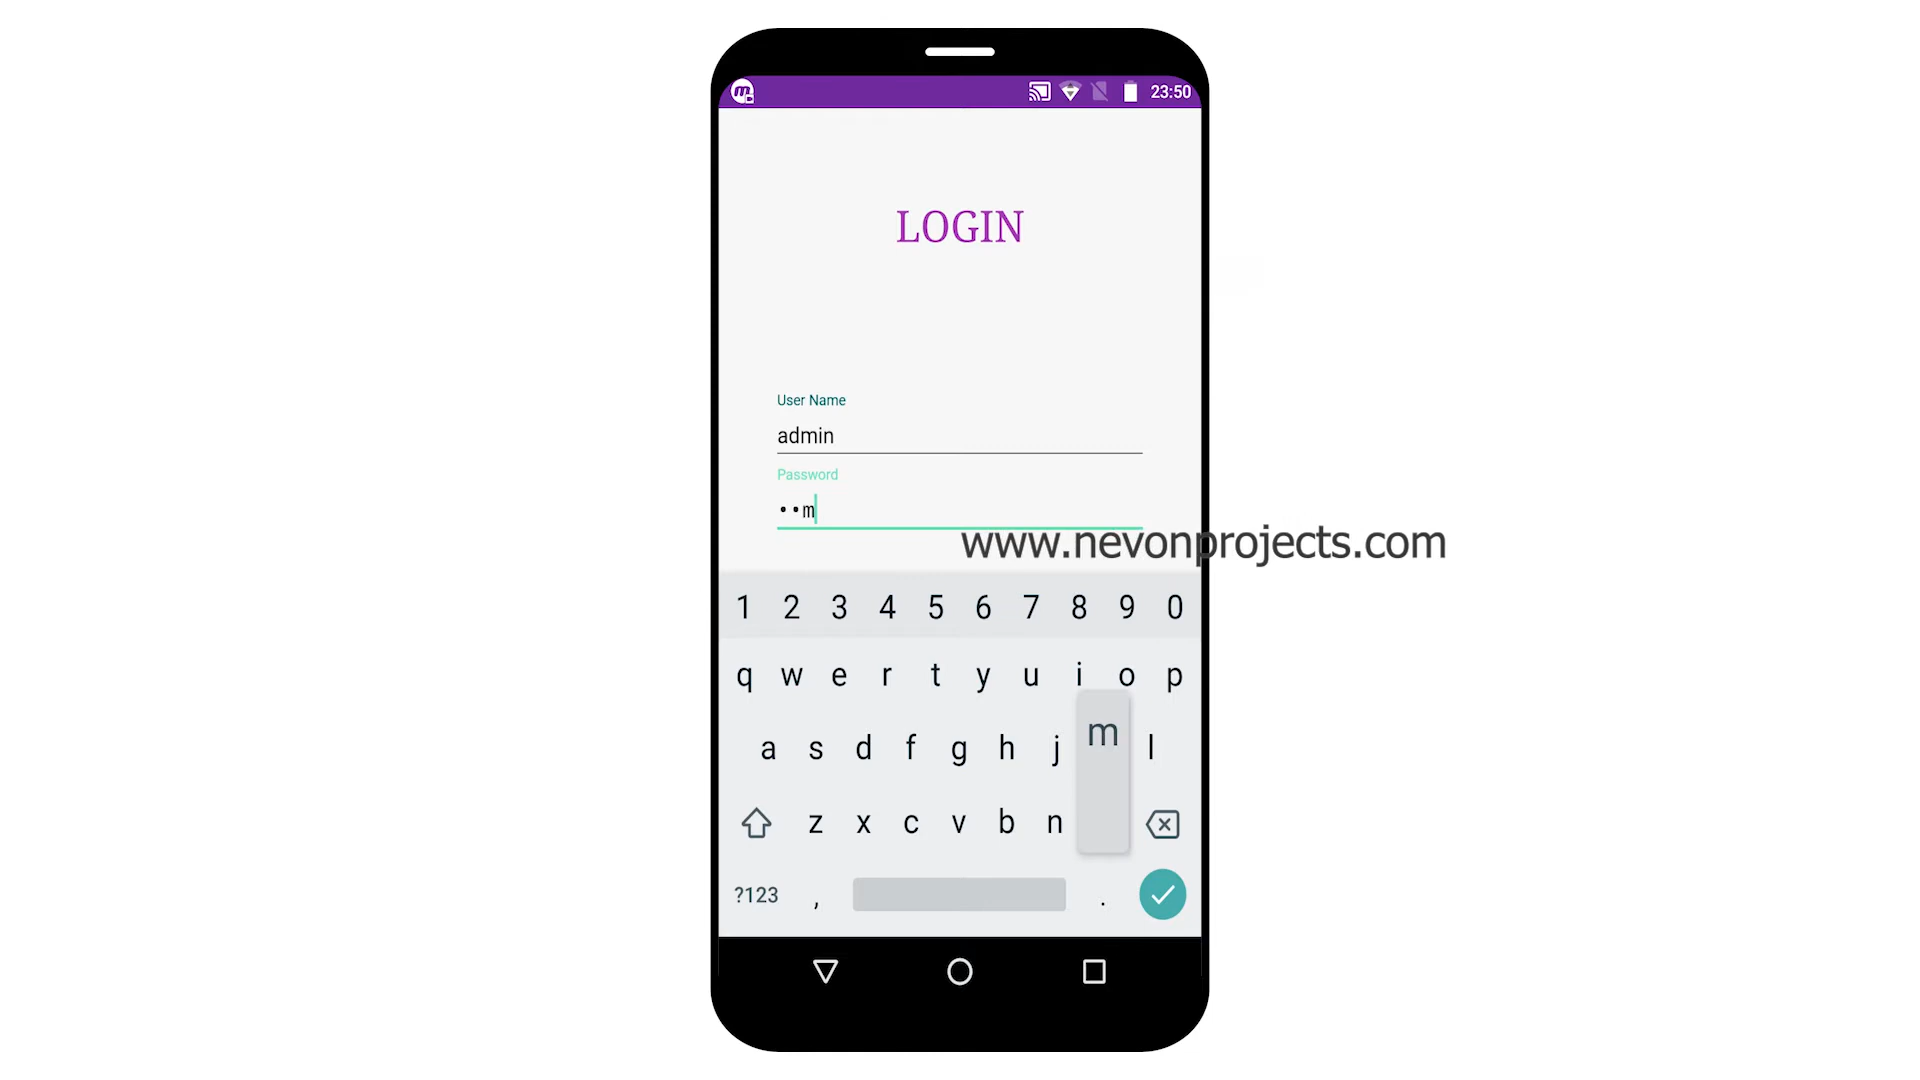 23:50
LOGIN
User Name
admin
Password
••m
www.nevonprojects.com
1 2 3 4 5 6 7 8 9 0
q w e r t y u i o p
a s d f g h j m l
z x c v b n
?123 , .